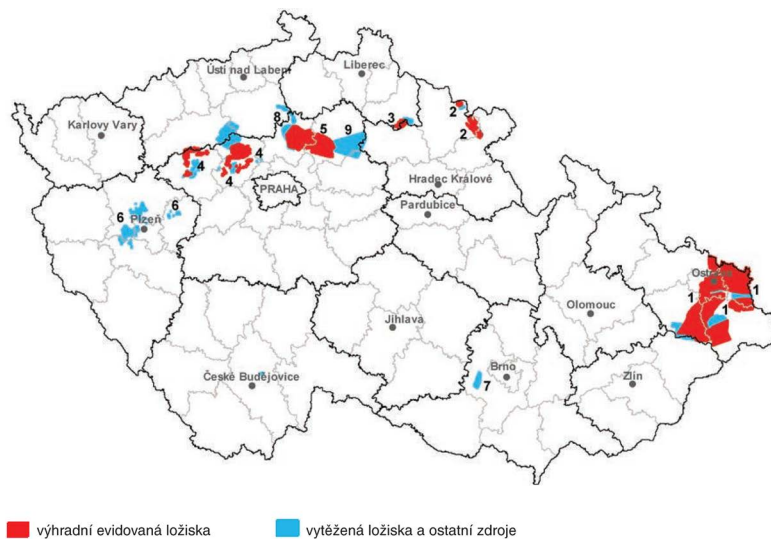 Liberec
Ústí nad Labem
2
3
8
5
9
2
Karlovy Vary
4
4
4
PRAHA
Hradec Králové
6
6
Plzeň
Pardubice
Ostrava
1
1
1
Olomouc
Jihlava
Brno
České Budějovice
7
Zlín
výhradní evidovaná ložiska
vytěžená ložiska a ostatní zdroje